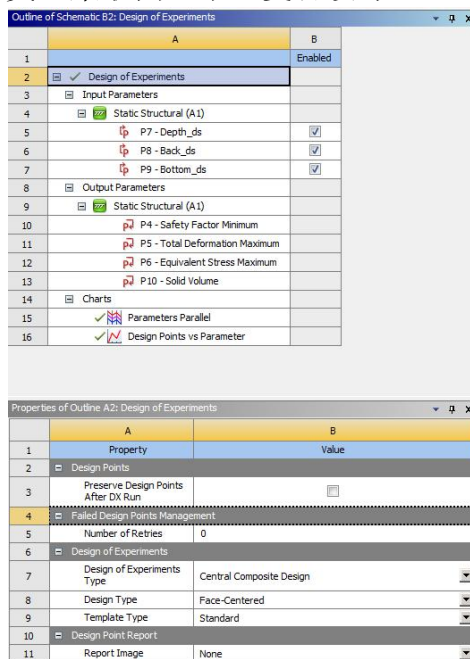 Outline of Schematic B2: Design of Experiments
A B
1 Enabled
2 Design of Experiments
3 Input Parameters
4 Static Structural (A1)
5 P7 - Depth_ds
6 P8 - Back_ds
7 P9 - Bottom_ds
8 Output Parameters
9 Static Structural (A1)
10 P4 - Safety Factor Minimum
11 P5 - Total Deformation Maximum
12 P6 - Equivalent Stress Maximum
13 P10 - Solid Volume
14 Charts
15 Parameters Parallel
16 Design Points vs Parameter
Properties of Outline A2: Design of Experiments
A B
1 Property Value
2 Design Points
3 Preserve Design Points
After DX Run
4 Failed Design Points Management
5 Number of Retries 0
6 Design of Experiments
7 Design of Experiments
Type Central Composite Design
8 Design Type Face-Centered
9 Template Type Standard
10 Design Point Report
11 Report Image None